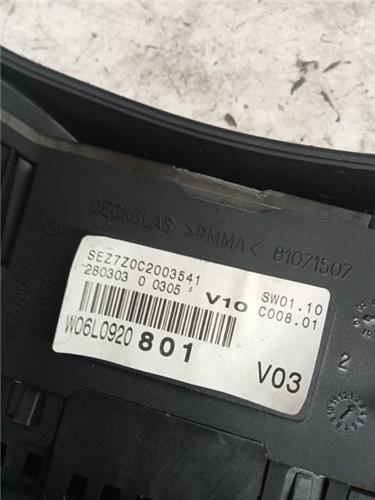 DECKGLAS >PMMA< 81071507
SEZ7Z0C2003541
280303 0 0305 V10 SW01.10
C008.01
W06L0920 801 V03
2